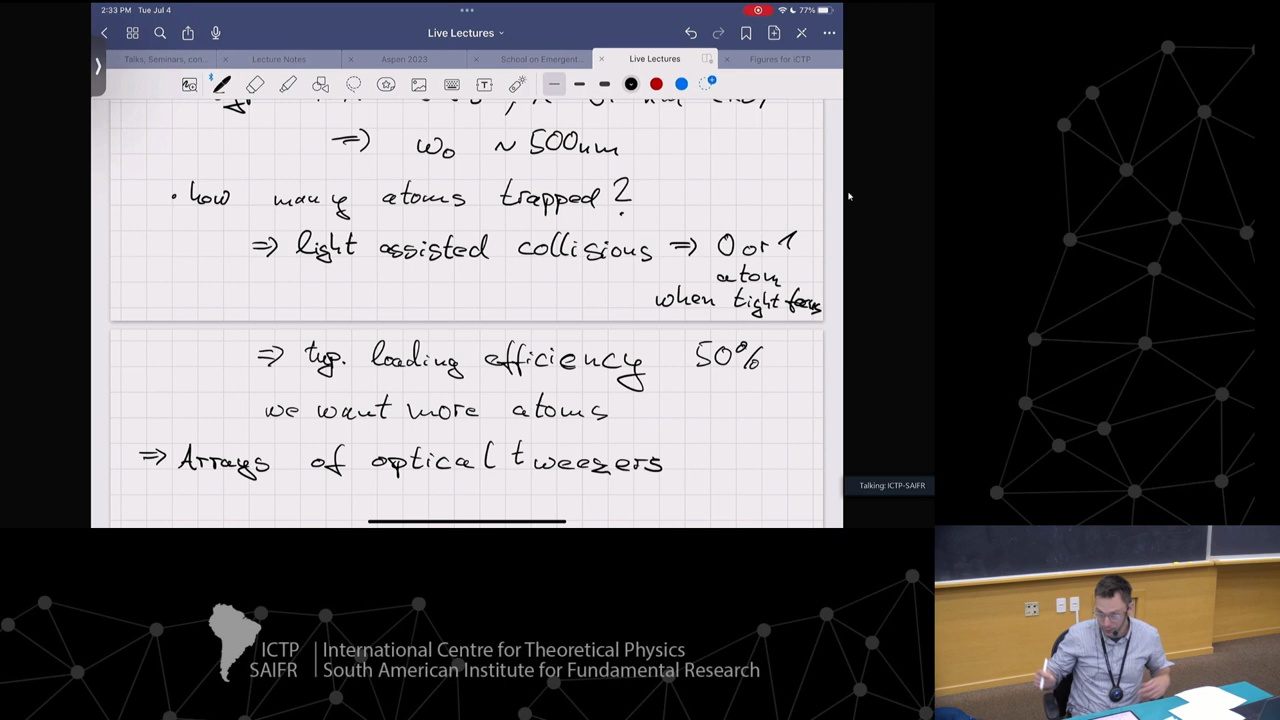 2:33 PM Tue Jul 4
77%
Live Lectures
Talks, Seminars, con...
Lecture Notes
Aspen 2023
School on Emergent...
Live Lectures
Figures for iCTP
=> w₀ ~ 500nm
· how many atoms trapped ?
=> light assisted collisions => 0 or 1
atom
when tight focus
=> typ. loading efficiency 50%
we want more atoms
=> Arrays of optical tweezers
Talking: ICTP-SAIFR
ICTP | International Centre for Theoretical Physics
SAIFR | South American Institute for Fundamental Research